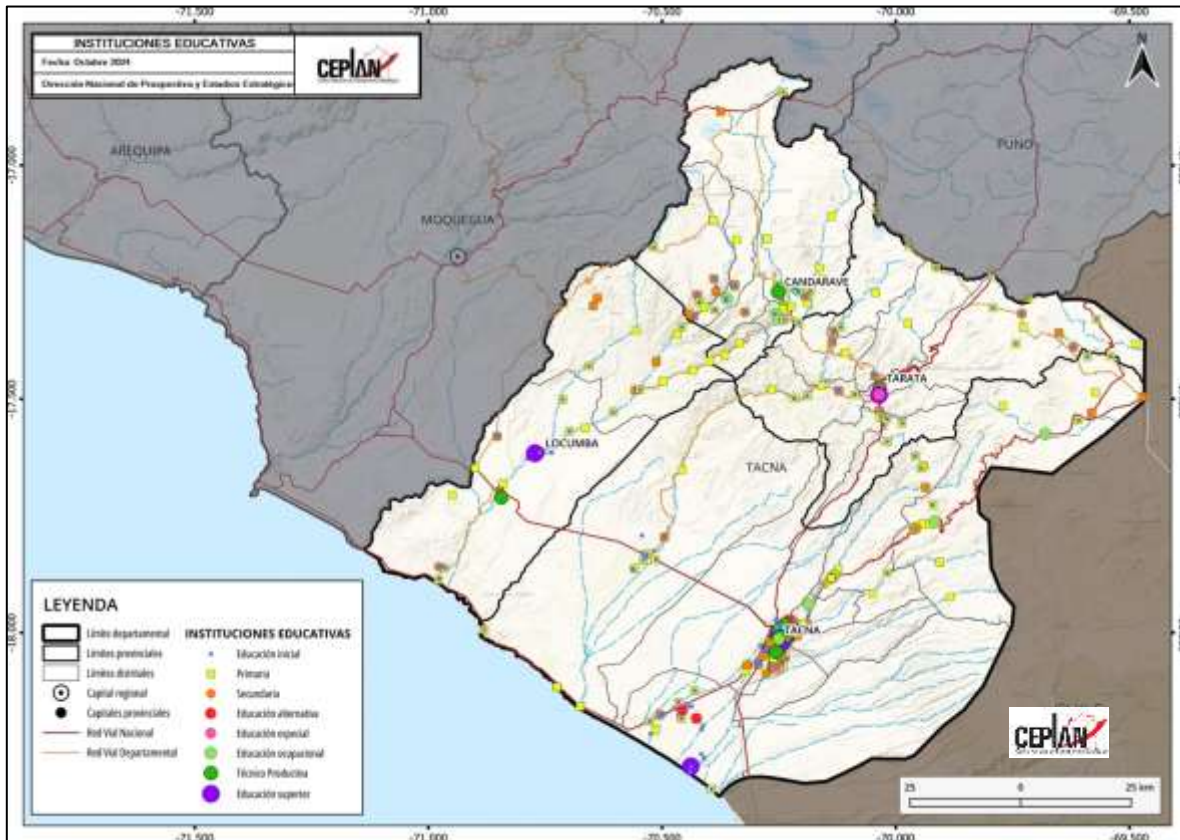 -71.500
-71.000
-70.500
-70.000
-69.500
INSTITUCIONES EDUCATIVAS
Fecha: Octubre 2024
Dirección Nacional de Prospectiva y Estudios Estratégicos
CEPLAN
N
AREQUIPA
PUNO
-17.000
MOQUEGUA
CANDARAVE
TARATA
-17.500
LOCUMBA
TACNA
-18.000
TACNA
LEYENDA
Límite departamental
Límites provinciales
Límites distritales
Capital regional
Capitales provinciales
Red Vial Nacional
Red Vial Departamental
INSTITUCIONES EDUCATIVAS
Educación inicial
Primaria
Secundaria
Educación alternativa
Educación especial
Educación ocupacional
Técnico Productiva
Educación superior
CEPLAN
25 0 25 km
-71.500
-71.000
-70.500
-70.000
-69.500